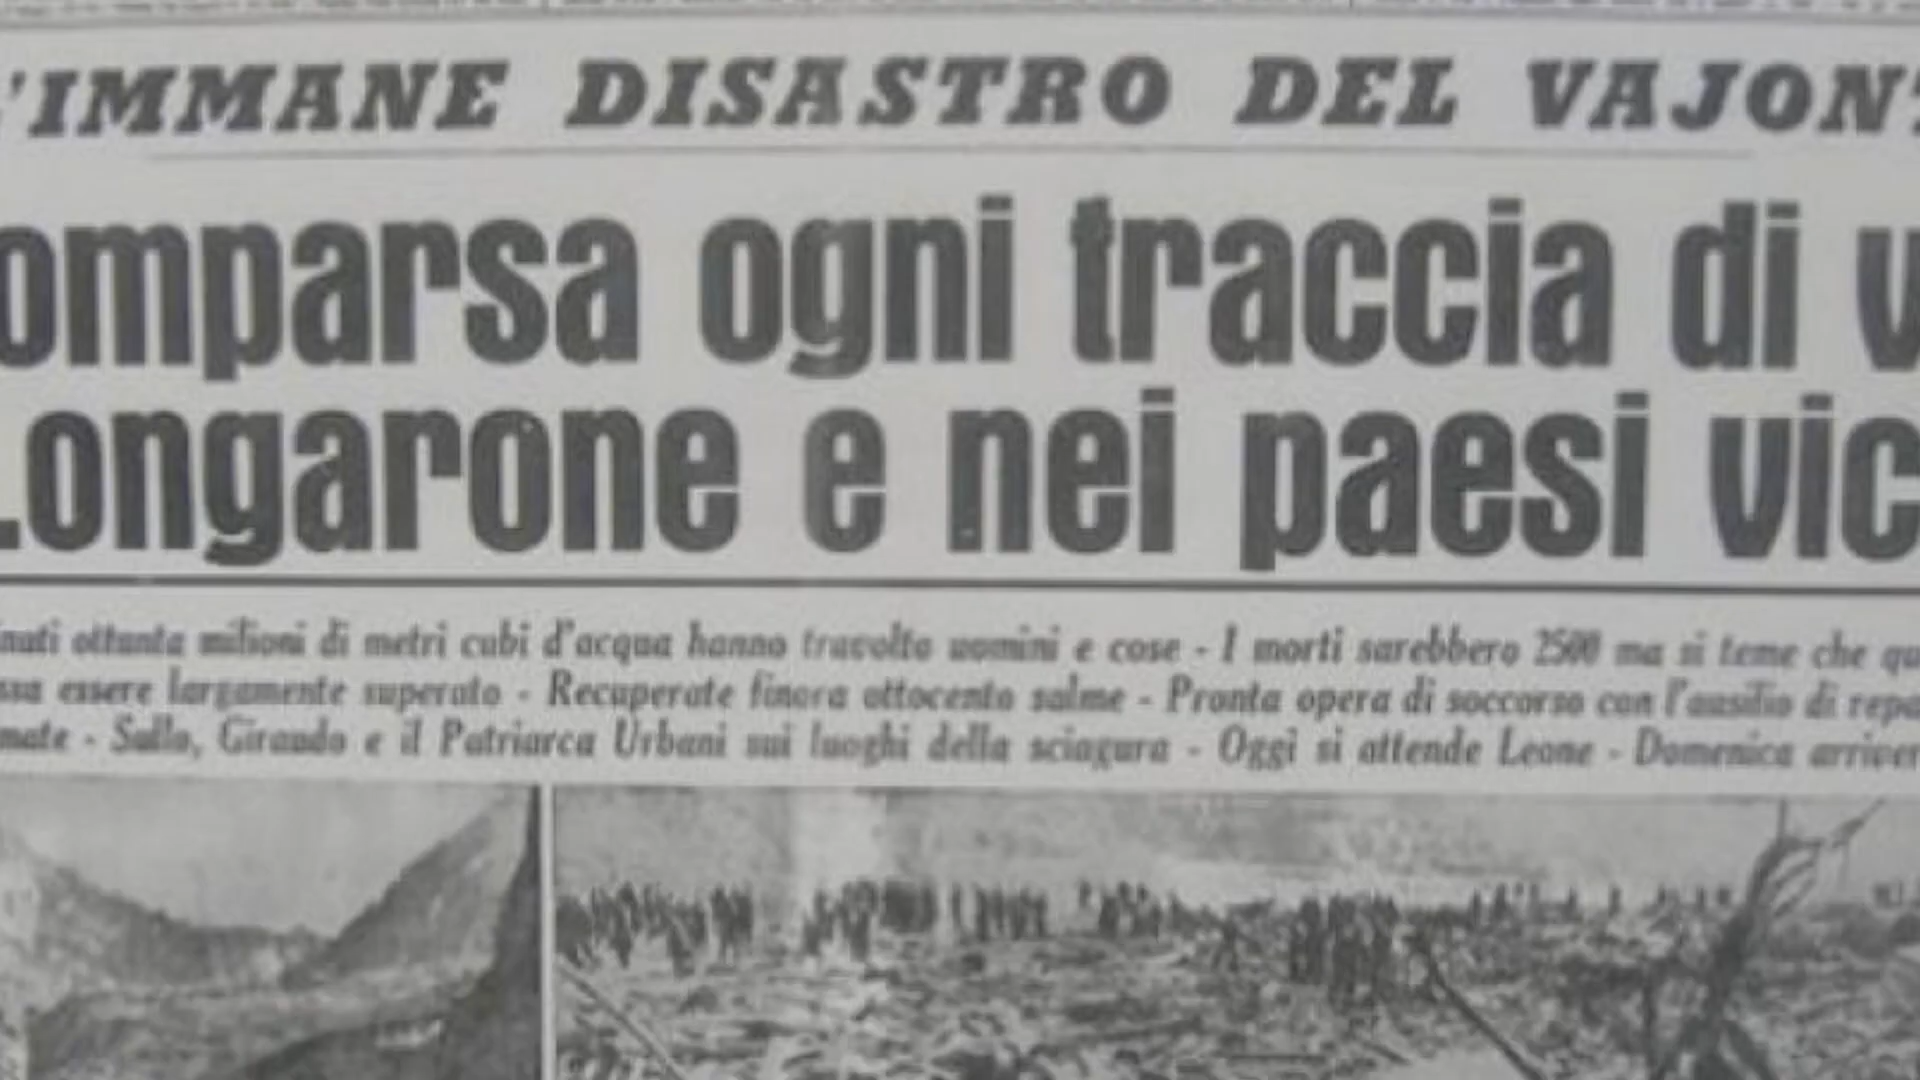 'IMMANE DISASTRO DEL VAJONT
omparsa ogni traccia di v
Longarone e nei paesi vic
nati ottanta milioni di metri cubi d'acqua hanno travolto uomini e cose - I morti sarebbero 2500 ma si teme che qu
ssa essere largamente superato - Recuperate finora ottocento salme - Pronta opera di soccorso con l'ausilio di repa
mate - Sullo, Giraudo e il Patriarca Urbani sui luoghi della sciagura - Oggi si attende Leone - Domenica arriver